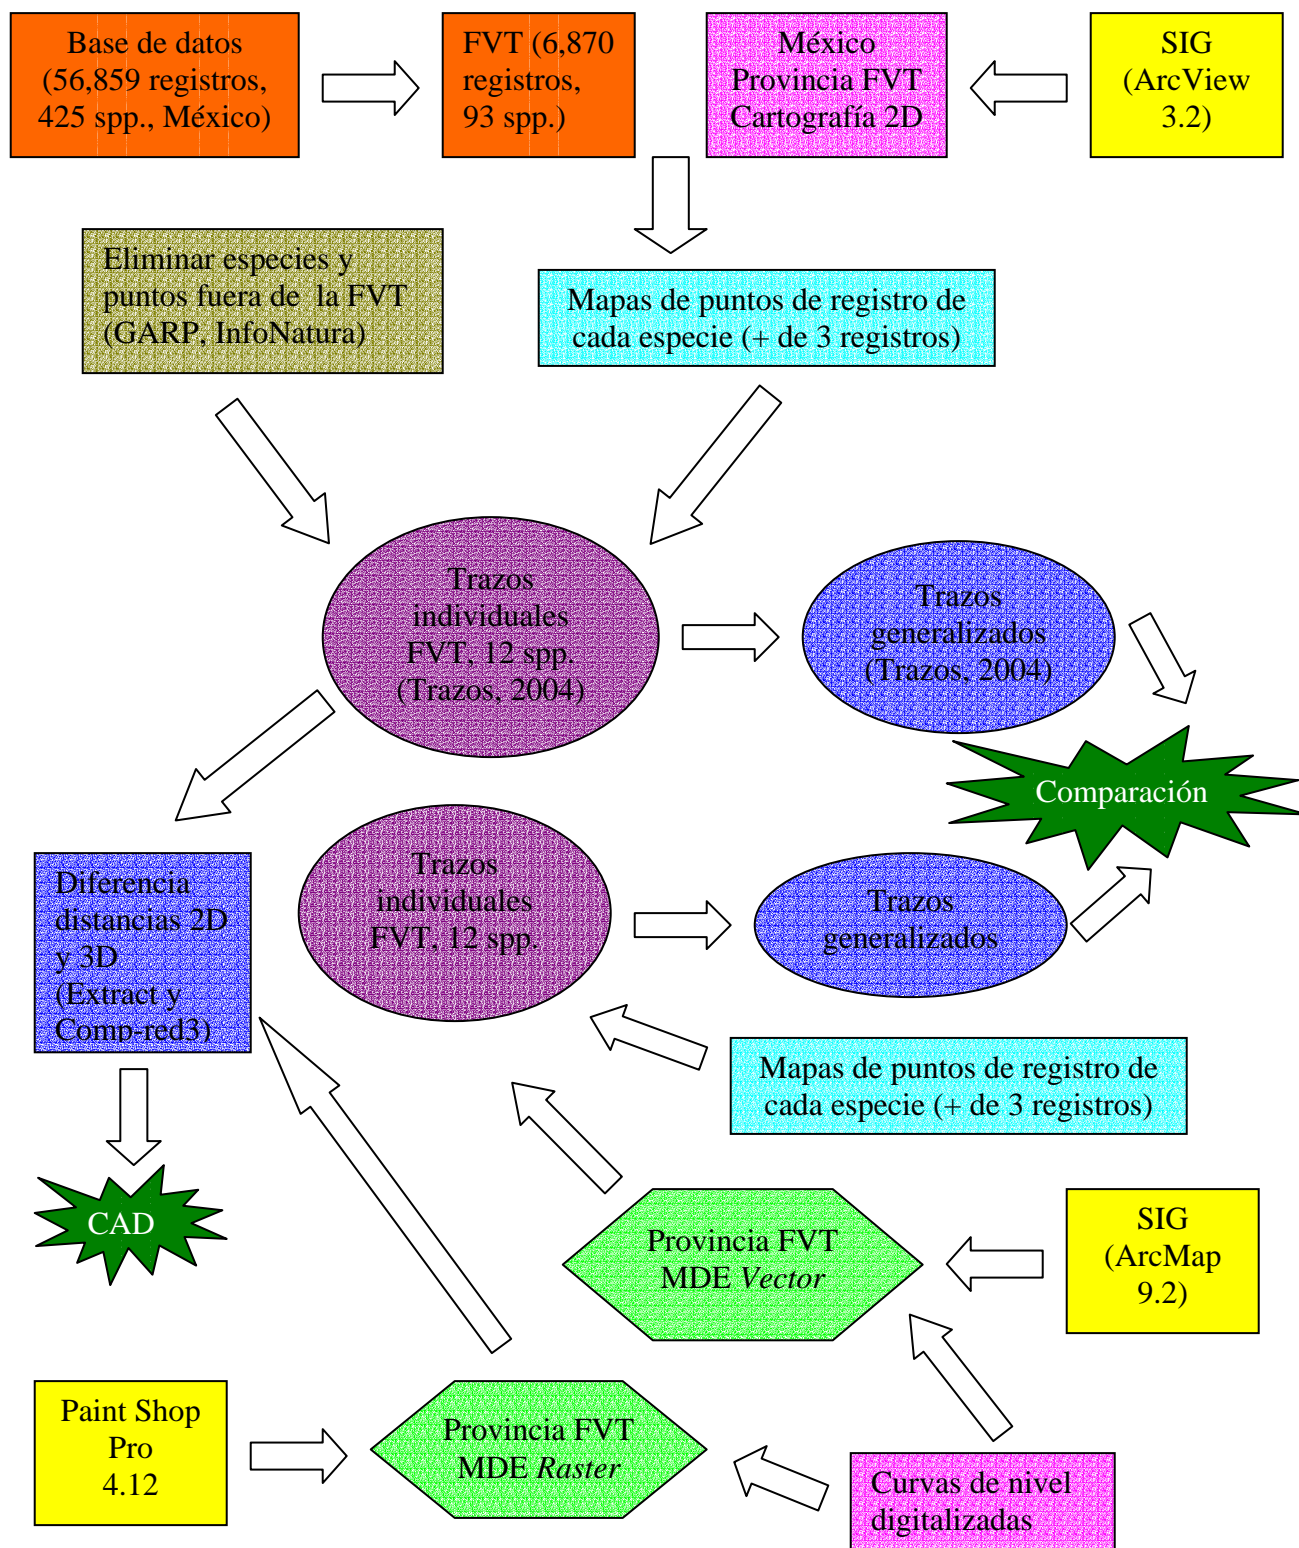 Base de datos
(56,859 registros,
425 spp., México)
FVT (6,870
registros,
93 spp.)
México
Provincia FVT
Cartografía 2D
SIG
(ArcView
3.2)
Eliminar especies y
puntos fuera de la FVT
(GARP, InfoNatura)
Mapas de puntos de registro de
cada especie (+ de 3 registros)
Trazos
individuales
FVT, 12 spp.
(Trazos, 2004)
Trazos
generalizados
(Trazos, 2004)
Comparación
Diferencia
distancias 2D
y 3D
(Extract y
Comp-red3)
Trazos
individuales
FVT, 12 spp.
Trazos
generalizados
Mapas de puntos de registro de
cada especie (+ de 3 registros)
CAD
Provincia FVT
MDE Vector
SIG
(ArcMap
9.2)
Paint Shop
Pro
4.12
Provincia FVT
MDE Raster
Curvas de nivel
digitalizadas